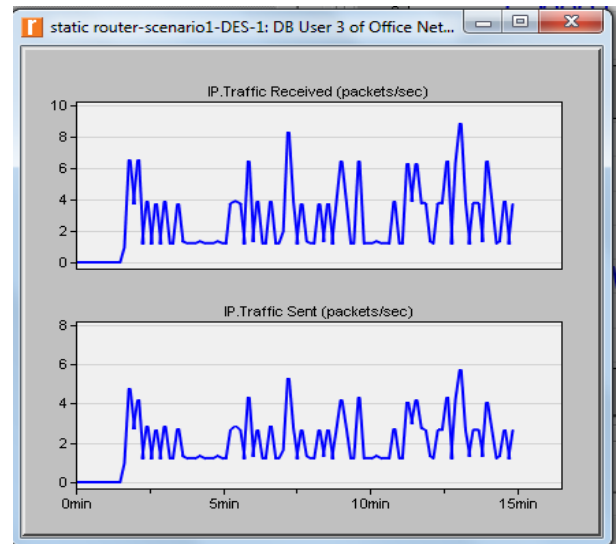 static router-scenario1-DES-1: DB User 3 of Office Net...
IP.Traffic Received (packets/sec)
10
8
6
4
2
0
IP.Traffic Sent (packets/sec)
8
6
4
2
0
0min 5min 10min 15min